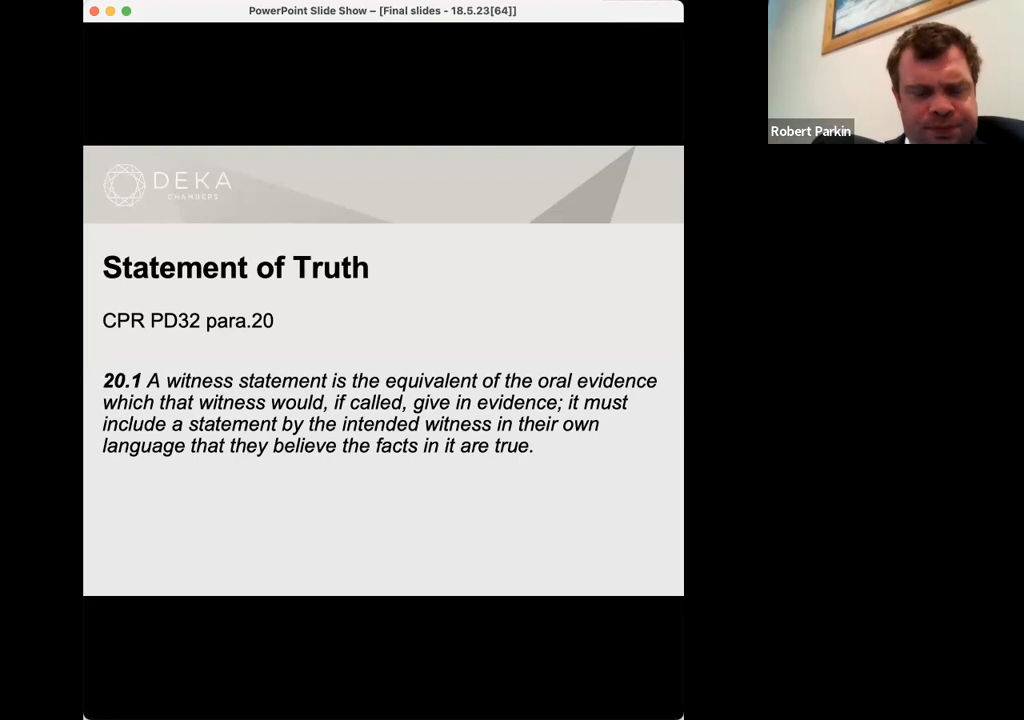 PowerPoint Slide Show – [Final slides - 18.5.23[64]]
Robert Parkin
DEKA
CHAMBERS
Statement of Truth
CPR PD32 para.20
20.1 A witness statement is the equivalent of the oral evidence
which that witness would, if called, give in evidence; it must
include a statement by the intended witness in their own
language that they believe the facts in it are true.